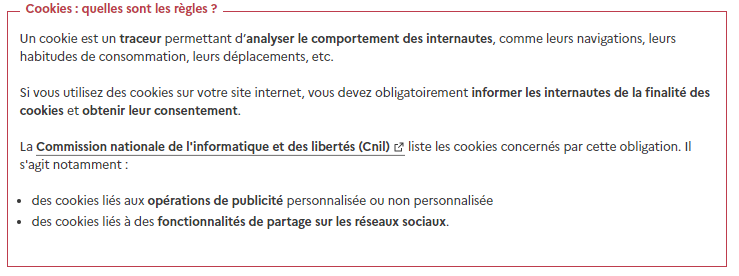 Cookies : quelles sont les règles ?
Un cookie est un traceur permettant d'analyser le comportement des internautes, comme leurs navigations, leurs
habitudes de consommation, leurs déplacements, etc.
Si vous utilisez des cookies sur votre site internet, vous devez obligatoirement informer les internautes de la finalité des
cookies et obtenir leur consentement.
La Commission nationale de l'informatique et des libertés (Cnil) liste les cookies concernés par cette obligation. Il
s'agit notamment :
• des cookies liés aux opérations de publicité personnalisée ou non personnalisée
• des cookies liés à des fonctionnalités de partage sur les réseaux sociaux.